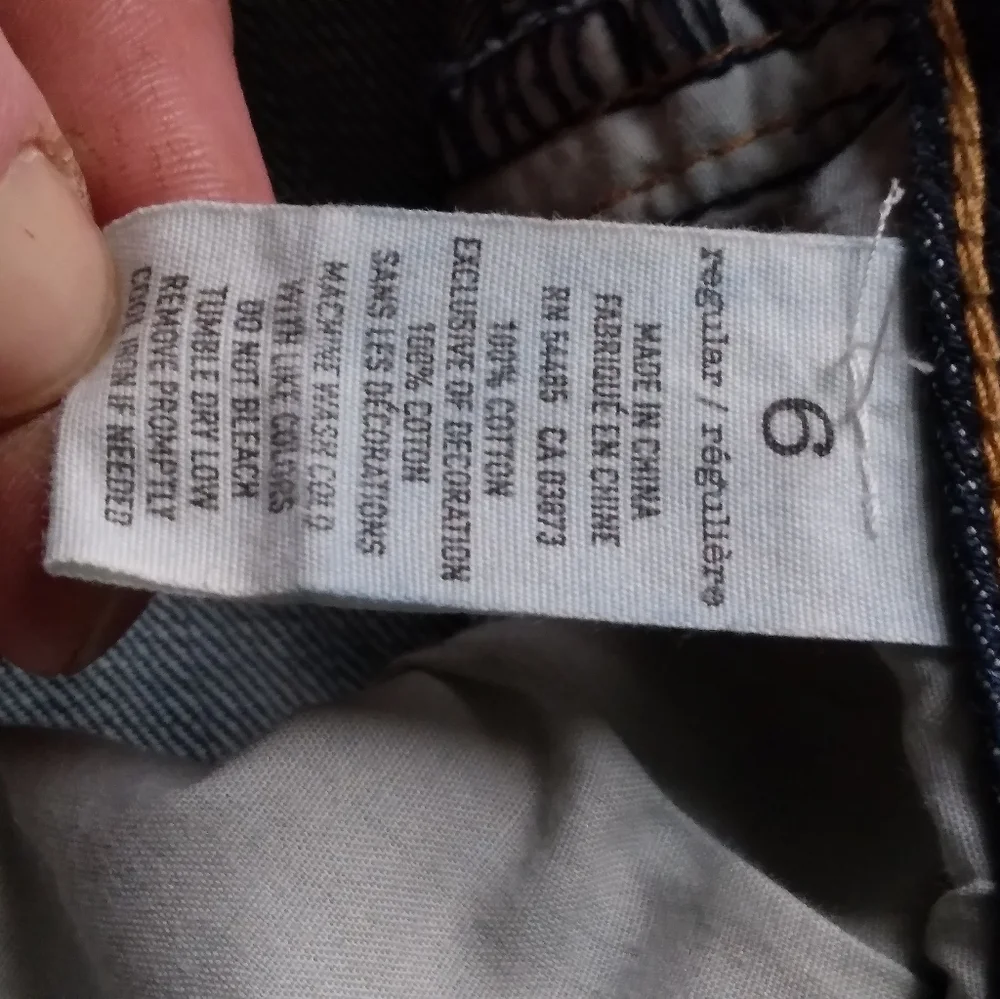 6
regular / régulière
MADE IN CHINA
FABRIQUÉ EN CHINE
RN 54485 CA 03873
100% COTTON
EXCLUSIVE OF DECORATION
100% COTON
SANS LES DÉCORATIONS
MACHINE WASH COLD
WITH LIKE COLORS
DO NOT BLEACH
TUMBLE DRY LOW
REMOVE PROMPTLY
COOL IRON IF NEEDED